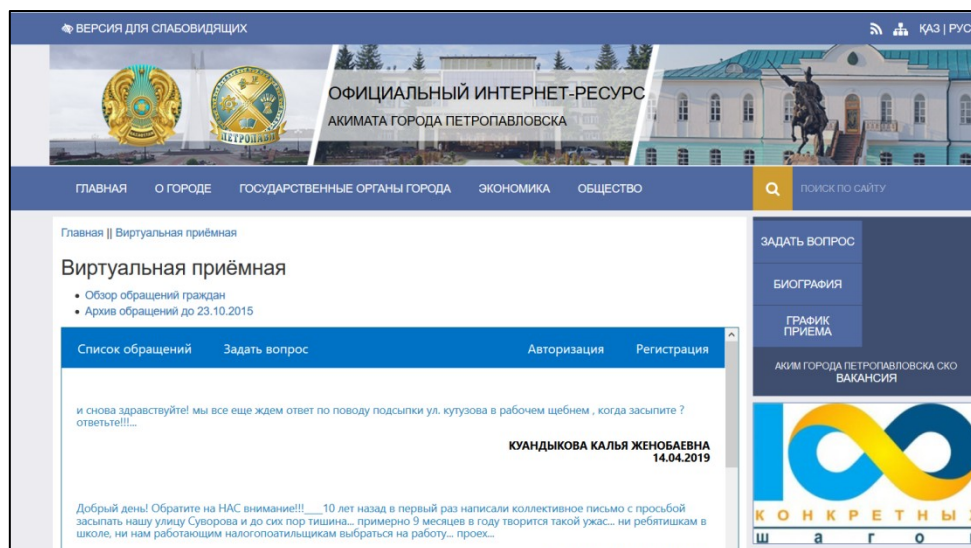 ВЕРСИЯ ДЛЯ СЛАБОВИДЯЩИХ
ҚАЗ | РУС
ПЕТРОПАВЛ
ОФИЦИАЛЬНЫЙ ИНТЕРНЕТ-РЕСУРС
АКИМАТА ГОРОДА ПЕТРОПАВЛОВСКА
ГЛАВНАЯ О ГОРОДЕ ГОСУДАРСТВЕННЫЕ ОРГАНЫ ГОРОДА ЭКОНОМИКА ОБЩЕСТВО
ПОИСК ПО САЙТУ
Главная || Виртуальная приёмная
Виртуальная приёмная
• Обзор обращений граждан
• Архив обращений до 23.10.2015
Список обращений Задать вопрос Авторизация Регистрация
и снова здравствуйте! мы все еще ждем ответ по поводу подсыпки ул. кутузова в рабочем щебнем , когда засыпите ?
ответьте!!!...
КУАНДЫКОВА КАЛЬЯ ЖЕНОБАЕВНА
14.04.2019
Добрый день! Обратите на НАС внимание!!!___10 лет назад в первый раз написали коллективное письмо с просьбой
засыпать нашу улицу Суворова и до сих пор тишина... примерно 9 месяцев в году творится такой ужас... ни ребятишкам в
школе, ни нам работающим налогопоатильщикам выбраться на работу... проех...
ЗАДАТЬ ВОПРОС
БИОГРАФИЯ
ГРАФИК
ПРИЕМА
АКИМ ГОРОДА ПЕТРОПАВЛОВСКА СКО
ВАКАНСИЯ
100
КОНКРЕТНЫ
шаго